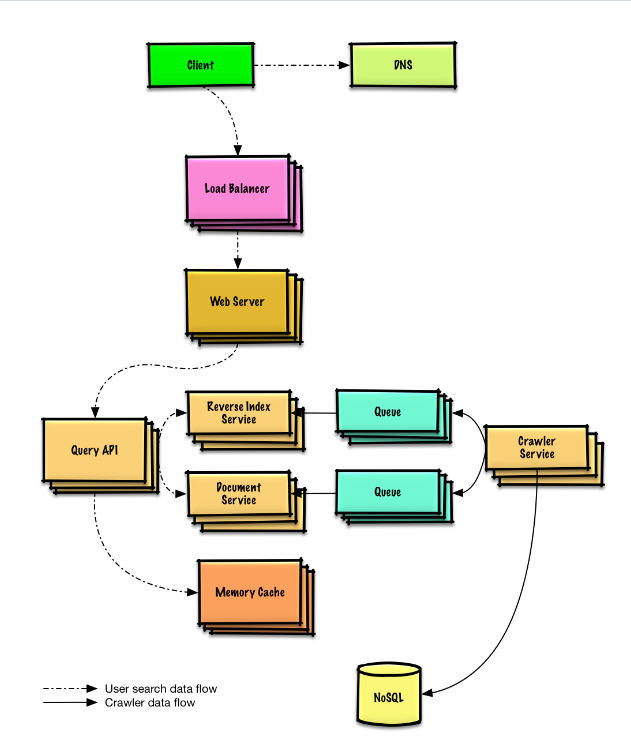 Client
DNS
Load Balancer
Web Server
Reverse Index
Service
Queue
Query API
Crawler
Service
Document
Service
Queue
Memory Cache
NoSQL
User search data flow
Crawler data flow